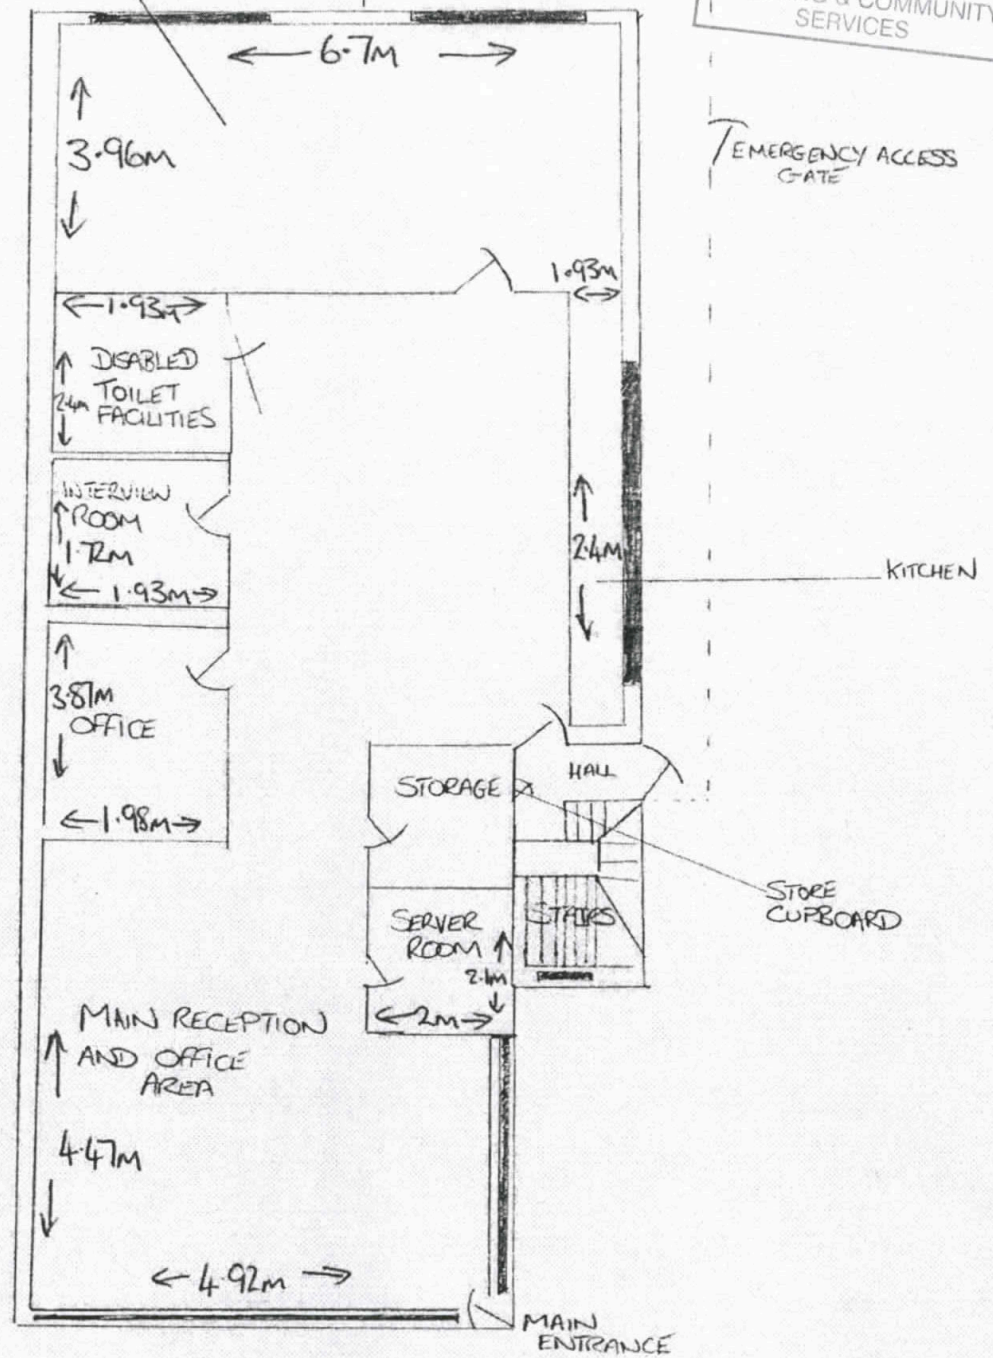 & COMMUNITY
SERVICES
6.7M
3.96M
EMERGENCY ACCESS
GATE
1.93M
1.93M
DISABLED
TOILET
FACILITIES
2.4M
INTERVIEW
ROOM
1.72M
1.93M
2.4M
KITCHEN
3.87M
OFFICE
1.98M
STORAGE
HALL
STORE
CUPBOARD
SERVER
ROOM
STAIRS
2.1M
2M
MAIN RECEPTION
AND OFFICE
AREA
4.47M
4.92M
MAIN
ENTRANCE